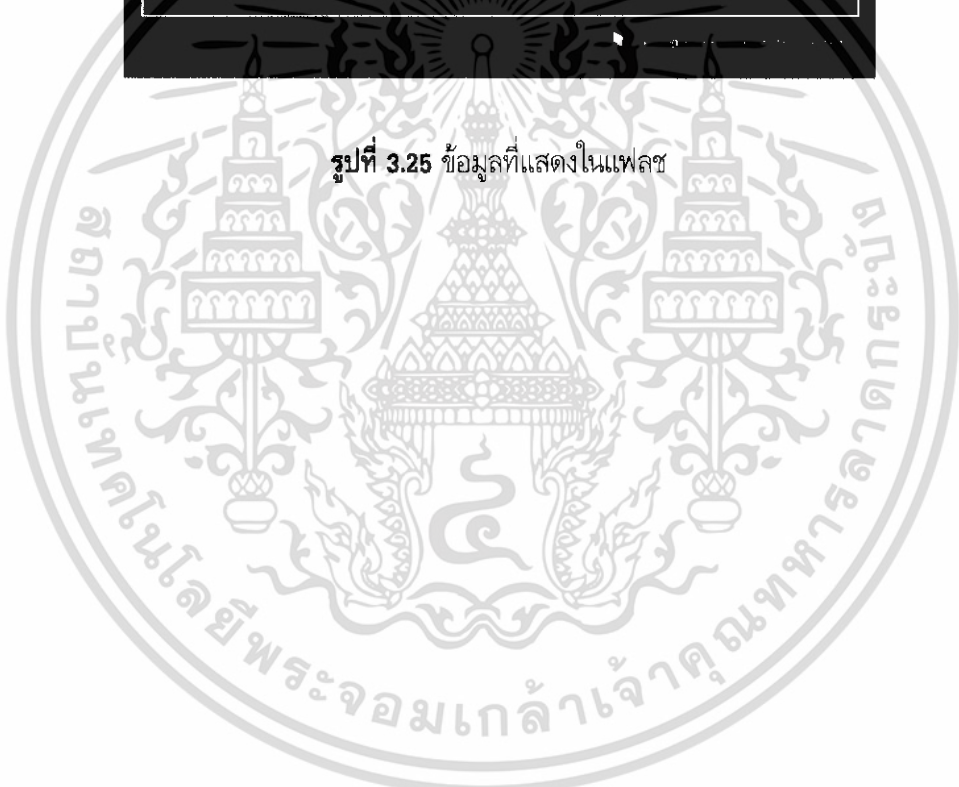 รูปที่ 3.25 ข้อมูลที่แสดงในแฟลช
สถาบันเทคโนโลยีพระจอมเกล้าเจ้าคุณทหารลาดกระบัง